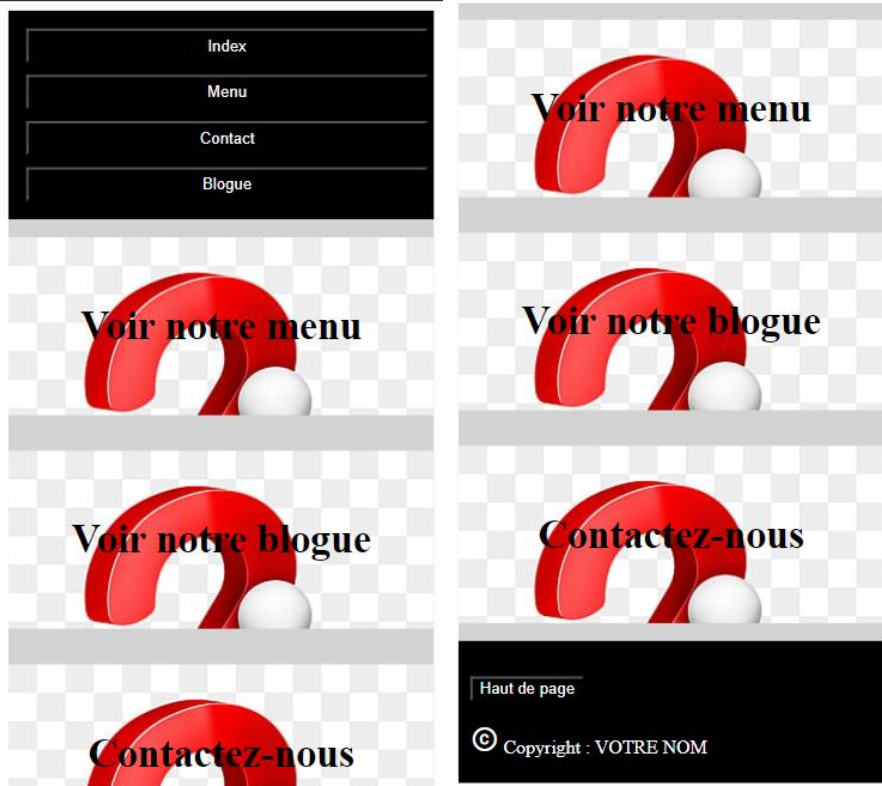 Index
Menu
Contact
Blogue
Voir notre menu
Voir notre blogue
Contactez-nous
Voir notre menu
Voir notre blogue
Contactez-nous
Haut de page
© Copyright : VOTRE NOM